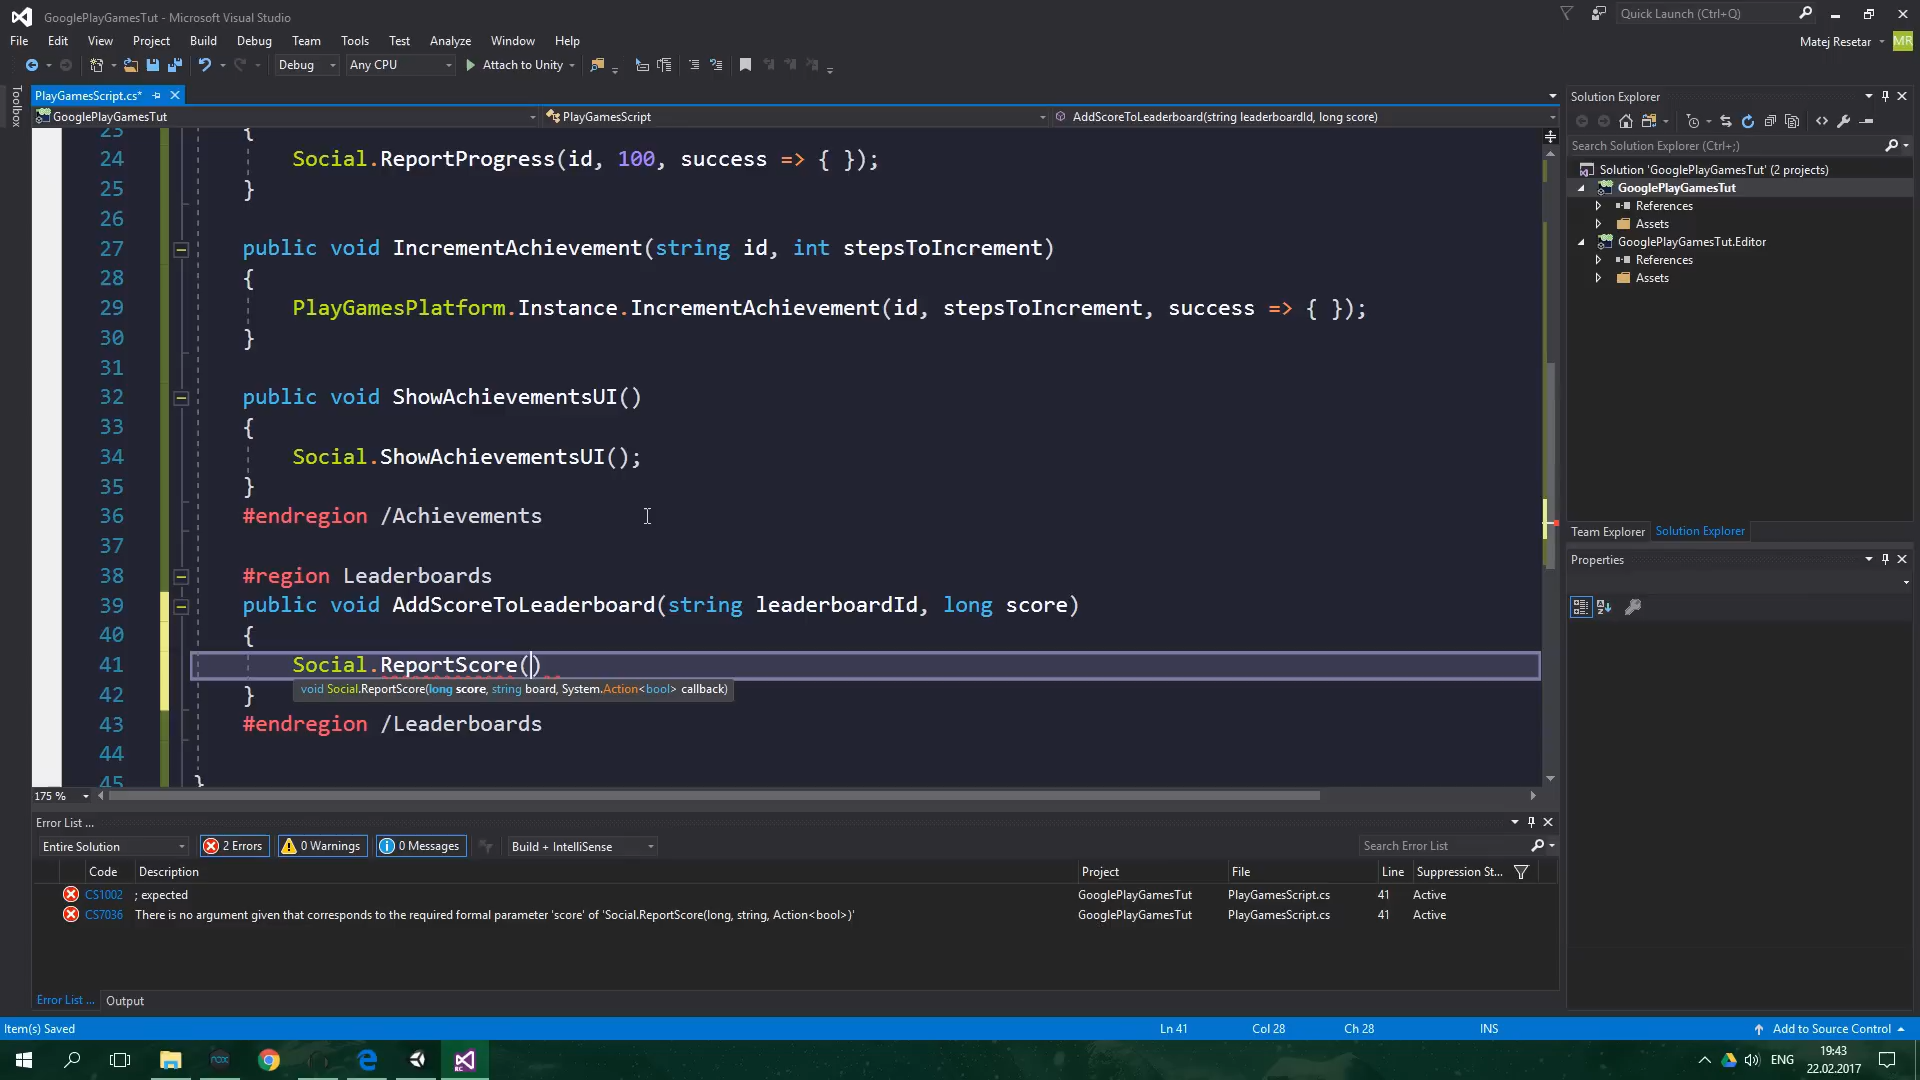 GooglePlayGamesTut - Microsoft Visual Studio
Quick Launch (Ctrl+Q)
File Edit View Project Build Debug Team Tools Test Analyze Window Help
Matej Resetar MR
Debug Any CPU Attach to Unity
Toolbox
PlayGamesScript.cs*
GooglePlayGamesTut PlayGamesScript AddScoreToLeaderboard(string leaderboardId, long score)
23 {
24 Social.ReportProgress(id, 100, success => { });
25 }
26
27 public void IncrementAchievement(string id, int stepsToIncrement)
28 {
29 PlayGamesPlatform.Instance.IncrementAchievement(id, stepsToIncrement, success => { });
30 }
31
32 public void ShowAchievementsUI()
33 {
34 Social.ShowAchievementsUI();
35 }
36 #endregion /Achievements
37
38 #region Leaderboards
39 public void AddScoreToLeaderboard(string leaderboardId, long score)
40 {
41 Social.ReportScore()
void Social.ReportScore(long score, string board, System.Action<bool> callback)
42 }
43 #endregion /Leaderboards
44
45 }
175 %
Solution Explorer
Search Solution Explorer (Ctrl+;)
Solution 'GooglePlayGamesTut' (2 projects)
GooglePlayGamesTut
References
Assets
GooglePlayGamesTut.Editor
References
Assets
Team Explorer Solution Explorer
Properties
Error List ...
Entire Solution 2 Errors 0 Warnings 0 Messages Build + IntelliSense Search Error List
Code Description Project File Line Suppression St...
CS1002 ; expected GooglePlayGamesTut PlayGamesScript.cs 41 Active
CS7036 There is no argument given that corresponds to the required formal parameter 'score' of 'Social.ReportScore(long, string, Action<bool>)' GooglePlayGamesTut PlayGamesScript.cs 41 Active
Error List ... Output
Item(s) Saved Ln 41 Col 28 Ch 28 INS Add to Source Control
ENG 19:43
22.02.2017